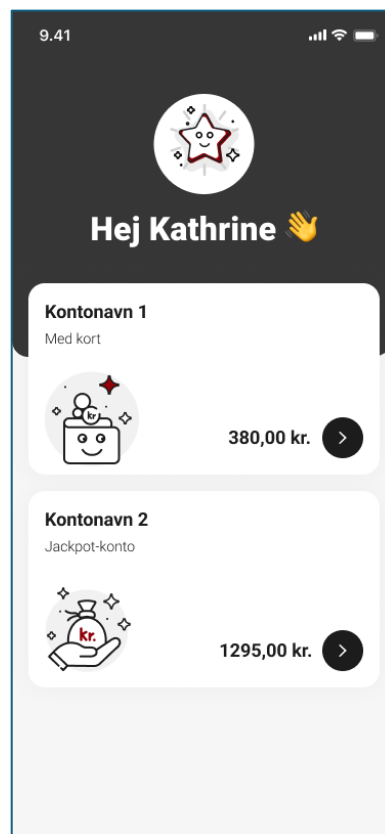 9.41
Hej Kathrine 👋
Kontonavn 1
Med kort
kr
380,00 kr.
Kontonavn 2
Jackpot-konto
kr.
1295,00 kr.